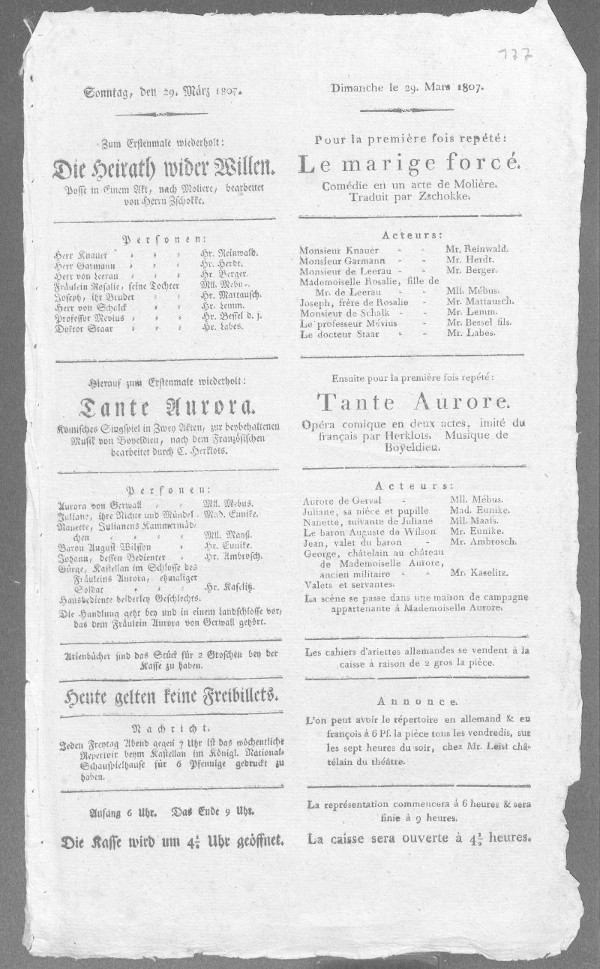 177
Sonntag, den 29. März 1807.
Zum Erstenmale wiederholt:
Die Heirath wider Willen.
Posse in Einem Akt, nach Moliere, bearbeitet
von Herrn Zschokke.
Personen:
Herr Knauer - - - Hr. Reinwald.
Herr Garmann - - - Hr. Herdt.
Herr von Leerau - - - Hr. Berger.
Fräulein Rosalie, seine Tochter Mll. Mebus.
Joseph, ihr Bruder - - Hr. Mattausch.
Herr von Schalck - - Hr. Lemm.
Professor Mevius - - - Hr. Bessel d. j.
Doktor Staar - - - Hr. Labes.
Hierauf zum Erstenmale wiederholt:
Tante Aurora.
Komisches Singspiel in Zwey Akten, zur beybehaltenen
Musik von Boyeldieu, nach dem Französischen
bearbeitet durch C. Herklots.
Personen:
Aurora von Gerwall - - Mll. Mebus.
Juliane, ihre Nichte und Mündel Mad. Eunike.
Nanette, Julianens Kammermäd-
chen - - - Mll. Maaß.
Baron August Wilsson - Hr. Eunike.
Johann, dessen Bedienter - Hr. Ambrosch.
Görge, Kastellan im Schlosse des
Fräuleins Aurora, ehmaliger
Soldat - - - Hr. Kaselitz.
Hausbediente beiderley Geschlechts.
Die Handlung geht vor und in einem Landschlosse vor,
das dem Fräulein Aurora von Gerwall gehört.
Arienbücher sind das Stück für 2 Groschen bey der
Kasse zu haben.
Heute gelten keine Freibillets.
Nachricht.
Jeden Freytag Abend gegen 7 Uhr ist das wöchentliche
Repertoir beym Kastellan im Königl. National-
Schauspielhause für 6 Pfennige gedruckt zu
haben.
Anfang 6 Uhr. Das Ende 9 Uhr.
Die Kasse wird um 4½ Uhr geöffnet.
Dimanche le 29. Mars 1807.
Pour la première fois repété:
Le marige forcé.
Comédie en un acte de Molière.
Traduit par Zschokke.
Acteurs:
Monsieur Knauer - - Mr. Reinwald.
Monsieur Garmann - - Mr. Herdt.
Monsieur de Leerau - - Mr. Berger.
Mademoiselle Rosalie, fille de
Mr. de Leerau - - Mll. Mébus.
Joseph, frére de Rosalie - Mr. Mattausch.
Monsieur de Schalk - - Mr. Lemm.
Le professeur Mévius - - Mr. Bessel fils.
Le docteur Staar - - Mr. Labes.
Ensuite pour la première fois repété:
Tante Aurore.
Opéra comique en deux actes, imité du
français par Herklots. Musique de
Boÿeldieu.
Acteurs:
Aurore de Gerval - Mll. Mébus.
Juliane, sa niéce et pupille Mad. Eunike.
Nanette, suivante de Juliane Mll. Maals.
Le baron Auguste de Wilson - Mr. Eunike.
Jean, valet du baron - Mr. Ambrosch.
George, châtelain au château
de Mademoiselle Aurore,
ancien militaire - - Mr. Kaselitz.
Valets et servantes.
La scène se passe dans une maison de campagne
appartenante à Mademoiselle Aurore.
Les cahiers d'ariettes allemandes se vendent à la
caisse à raison de 2 gros la pièce.
Annonce.
L'on peut avoir le répertoire en allemand & en
français à 6 Pf. la pièce tous les vendredis, sur
les sept heures du soir, chez Mr. Leist châ-
telain du théatre.
La représentation commencera à 6 heures & sera
finie à 9 heures.
La caisse sera ouverte à 4½ heures.